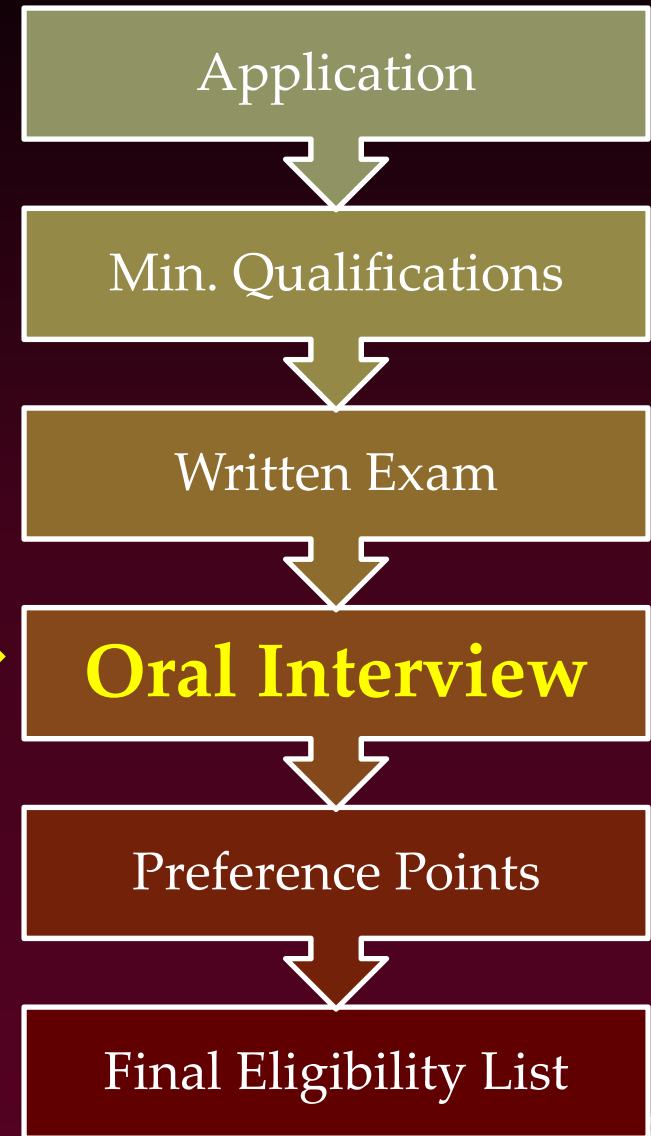 Application
Min. Qualifications
Written Exam
Oral Interview
Preference Points
Final Eligibility List